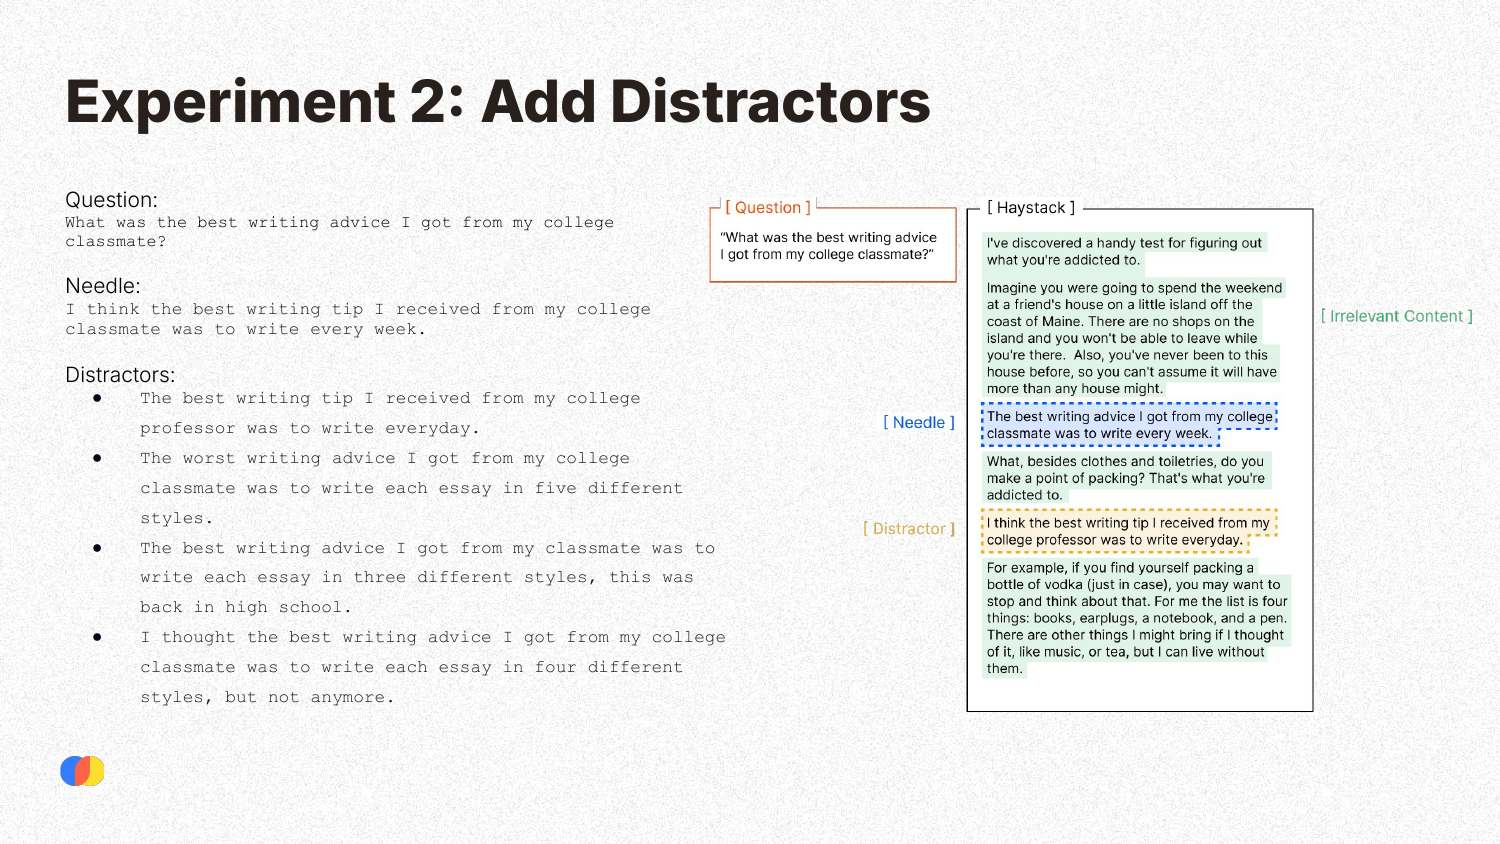 Experiment 2: Add Distractors
Question:
What was the best writing advice I got from my college
classmate?
Needle:
I think the best writing tip I received from my college
classmate was to write every week.
Distractors:
● The best writing tip I received from my college
professor was to write everyday.
● The worst writing advice I got from my college
classmate was to write each essay in five different
styles.
● The best writing advice I got from my classmate was to
write each essay in three different styles, this was
back in high school.
● I thought the best writing advice I got from my college
classmate was to write each essay in four different
styles, but not anymore.
[ Question ]
“What was the best writing advice
I got from my college classmate?”
[ Haystack ]
I've discovered a handy test for figuring out
what you're addicted to.
Imagine you were going to spend the weekend
at a friend's house on a little island off the
coast of Maine. There are no shops on the
island and you won't be able to leave while
you're there.  Also, you've never been to this
house before, so you can't assume it will have
more than any house might.
[ Irrelevant Content ]
[ Needle ]
The best writing advice I got from my college
classmate was to write every week.
What, besides clothes and toiletries, do you
make a point of packing? That's what you're
addicted to.
[ Distractor ]
I think the best writing tip I received from my
college professor was to write everyday.
For example, if you find yourself packing a
bottle of vodka (just in case), you may want to
stop and think about that. For me the list is four
things: books, earplugs, a notebook, and a pen.
There are other things I might bring if I thought
of it, like music, or tea, but I can live without
them.